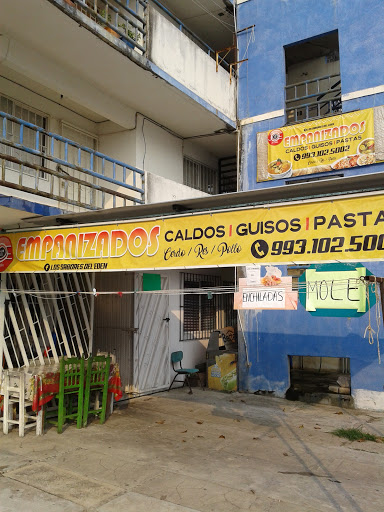 EMPANIZADOS
CALDOS | GUISOS | PASTAS
993.102.5002
EMPANIZADOS
CALDOS | GUISOS | PASTA
Cerdo / Res / Pollo
993.102.500
LOS SABORES DEL EDEN
ENCHILADAS
MOLE